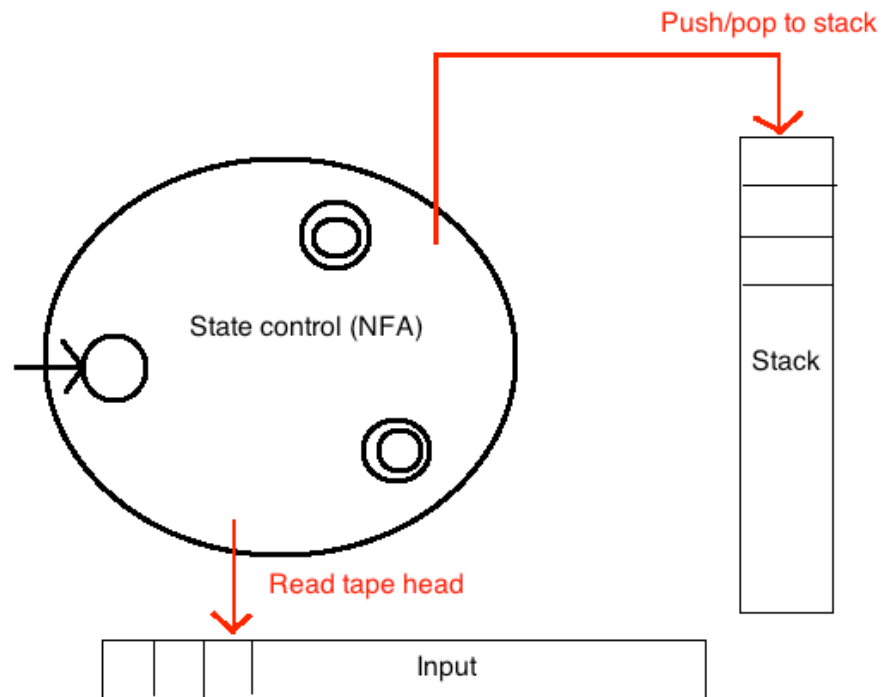 Push/pop to stack
State control (NFA)
Stack
Read tape head
Input